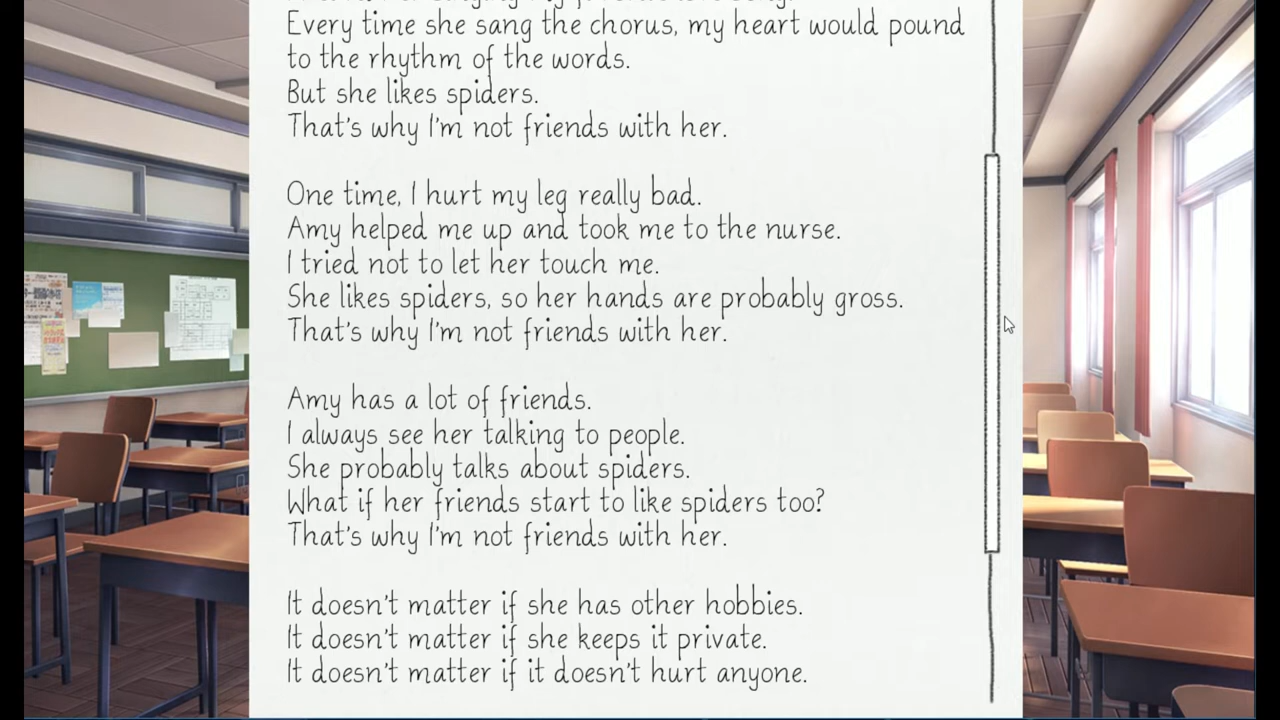 Every time she sang the chorus, my heart would pound
to the rhythm of the words.
But she likes spiders.
That's why I'm not friends with her.
One time, I hurt my leg really bad.
Amy helped me up and took me to the nurse.
I tried not to let her touch me.
She likes spiders, so her hands are probably gross.
That's why I'm not friends with her.
Amy has a lot of friends.
I always see her talking to people.
She probably talks about spiders.
What if her friends start to like spiders too?
That's why I'm not friends with her.
It doesn't matter if she has other hobbies.
It doesn't matter if she keeps it private.
It doesn't matter if it doesn't hurt anyone.